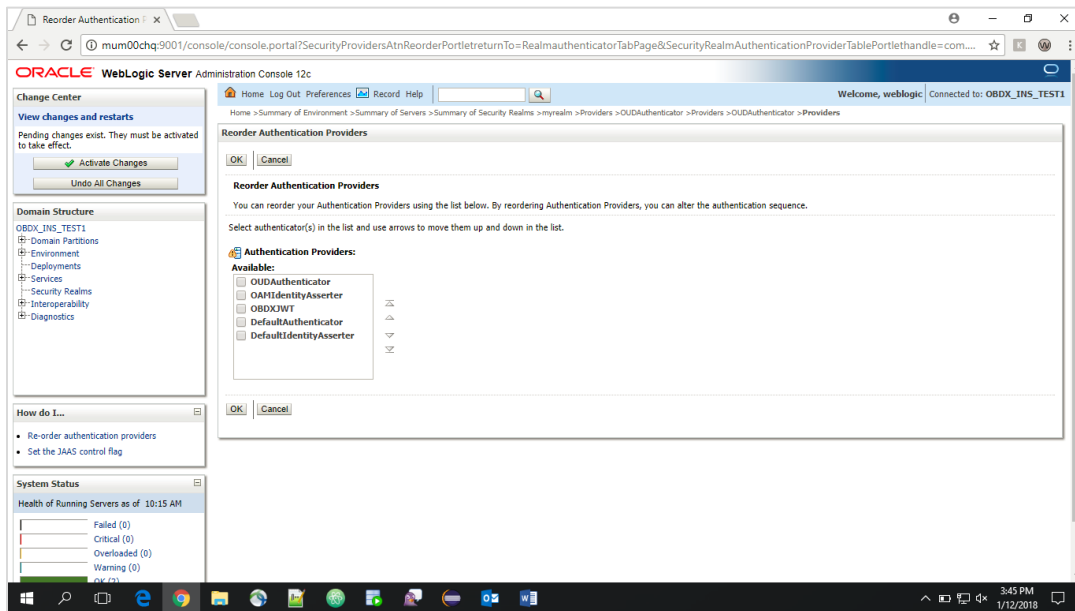 Reorder Authentication P
mum00chq:9001/console/console.portal?SecurityProvidersAtnReorderPortletreturnTo=RealmauthenticatorTabPage&SecurityRealmAuthenticationProviderTablePortlethandle=com....
ORACLE WebLogic Server Administration Console 12c
Change Center
View changes and restarts
Pending changes exist. They must be activated
to take effect.
Activate Changes
Undo All Changes
Domain Structure
OBDX_INS_TEST1
Domain Partitions
Environment
Deployments
Services
Security Realms
Interoperability
Diagnostics
How do I...
Re-order authentication providers
Set the JAAS control flag
System Status
Health of Running Servers as of 10:15 AM
Failed (0)
Critical (0)
Overloaded (0)
Warning (0)
OK (2)
Home Log Out Preferences Record Help
Welcome, weblogic Connected to: OBDX_INS_TEST1
Home >Summary of Environment >Summary of Servers >Summary of Security Realms >myrealm >Providers >OUDAuthenticator >Providers >OUDAuthenticator >Providers
Reorder Authentication Providers
OK Cancel
Reorder Authentication Providers
You can reorder your Authentication Providers using the list below. By reordering Authentication Providers, you can alter the authentication sequence.
Select authenticator(s) in the list and use arrows to move them up and down in the list.
Authentication Providers:
Available:
OUDAuthenticator
OAMIdentityAsserter
OBDXJWT
DefaultAuthenticator
DefaultIdentityAsserter
OK Cancel
3:45 PM
1/12/2018